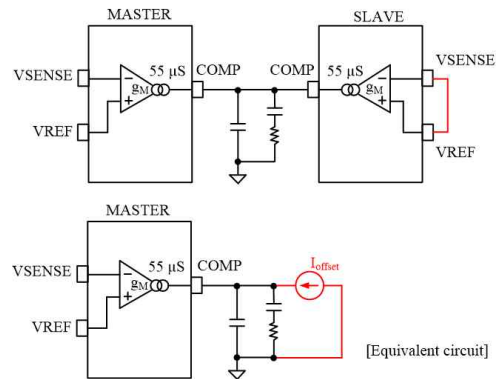 MASTER
SLAVE
VSENSE
− 55 µS
gM
+
COMP
COMP
55 µS −
gM
+
VSENSE
VREF
VREF
MASTER
VSENSE
− 55 µS
gM
+
COMP
Ioffset
VREF
[Equivalent circuit]